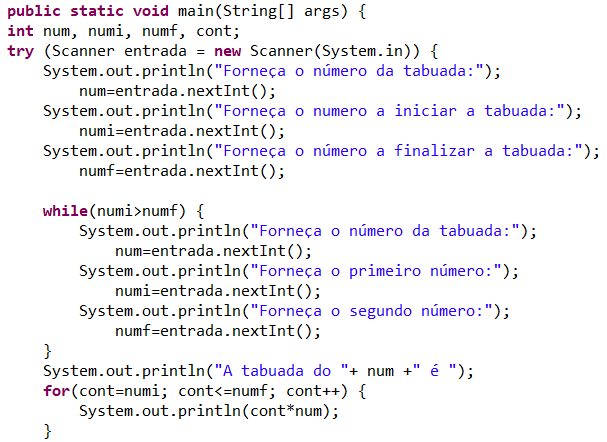 public static void main(String[] args) {
int num, numi, numf, cont;
try (Scanner entrada = new Scanner(System.in)) {
    System.out.println("Forneça o número da tabuada:");
        num=entrada.nextInt();
    System.out.println("Forneça o numero a iniciar a tabuada:");
        numi=entrada.nextInt();
    System.out.println("Forneça o número a finalizar a tabuada:");
        numf=entrada.nextInt();

    while(numi>numf) {
        System.out.println("Forneça o número da tabuada:");
            num=entrada.nextInt();
        System.out.println("Forneça o primeiro número:");
            numi=entrada.nextInt();
        System.out.println("Forneça o segundo número:");
            numf=entrada.nextInt();
    }
    System.out.println("A tabuada do "+ num +" é ");
    for(cont=numi; cont<=numf; cont++) {
        System.out.println(cont*num);
    }